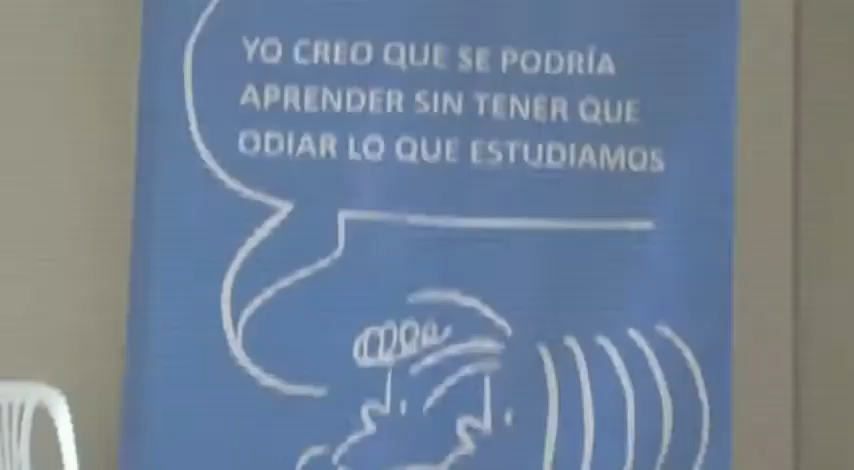 YO CREO QUE SE PODRÍA
APRENDER SIN TENER QUE
ODIAR LO QUE ESTUDIAMOS